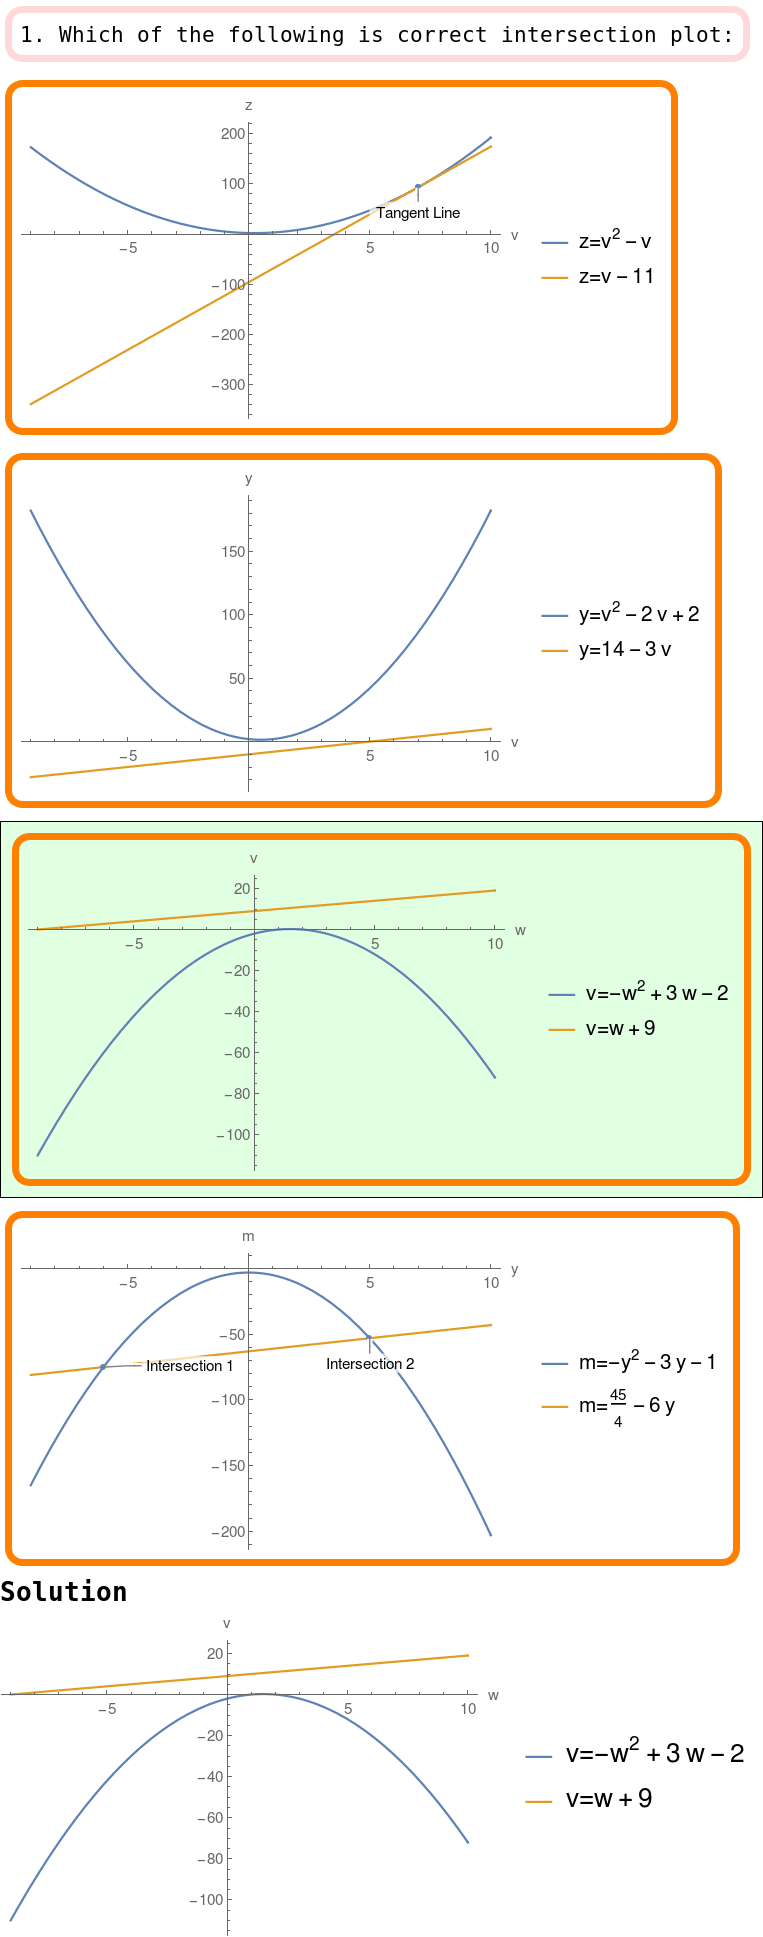 1. Which of the following is correct intersection plot:
z
200
100
Tangent Line
−5
5
10
v
−100
−200
−300
z=v² − v
z=v − 11
y
150
100
50
−5
5
10
v
y=v² − 2 v + 2
y=14 − 3 v
v
20
w
−5
5
10
−20
−40
−60
−80
−100
v=−w² + 3 w − 2
v=w + 9
m
y
−5
5
10
−50
Intersection 1
Intersection 2
−100
−150
−200
m=−y² − 3 y − 1
m=45/4 − 6 y
Solution
v
20
w
−5
5
10
−20
−40
−60
−80
−100
v=−w² + 3 w − 2
v=w + 9